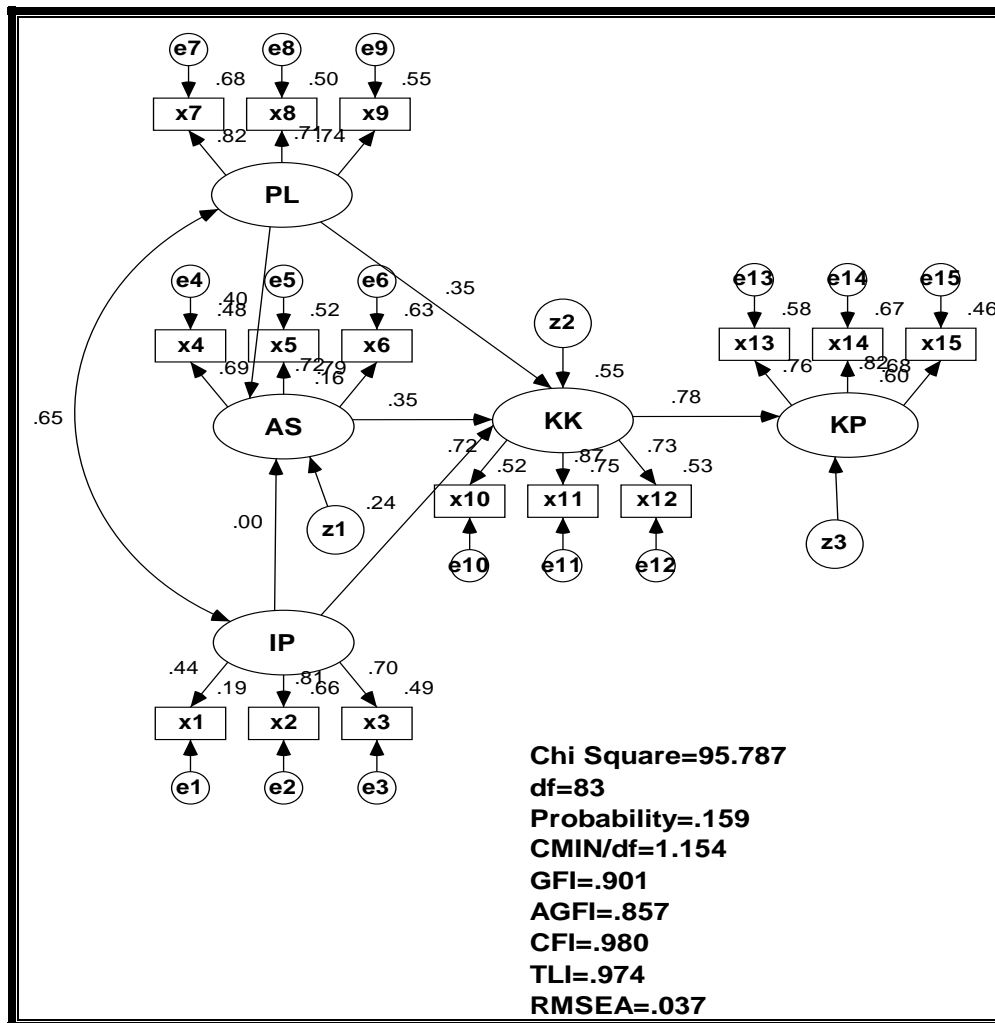 e7 e8 e9
.68 .50 .55
x7 x8 x9
.82 .71 .74
PL
e4 e5 e6
.40 .35
.48 .52 .63
x4 x5 x6
.69 .72 .79
.16
z2
e13 e14 e15
.58 .67 .46
x13 x14 x15
.76 .82 .68
.60
.55
.65
AS
.35
KK
.78
KP
.72 .87 .73
.52 .75 .53
x10 x11 x12
.24
.00
z1
z3
e10 e11 e12
IP
.44 .81 .70
.19 .66 .49
x1 x2 x3
e1 e2 e3
Chi Square=95.787
df=83
Probability=.159
CMIN/df=1.154
GFI=.901
AGFI=.857
CFI=.980
TLI=.974
RMSEA=.037